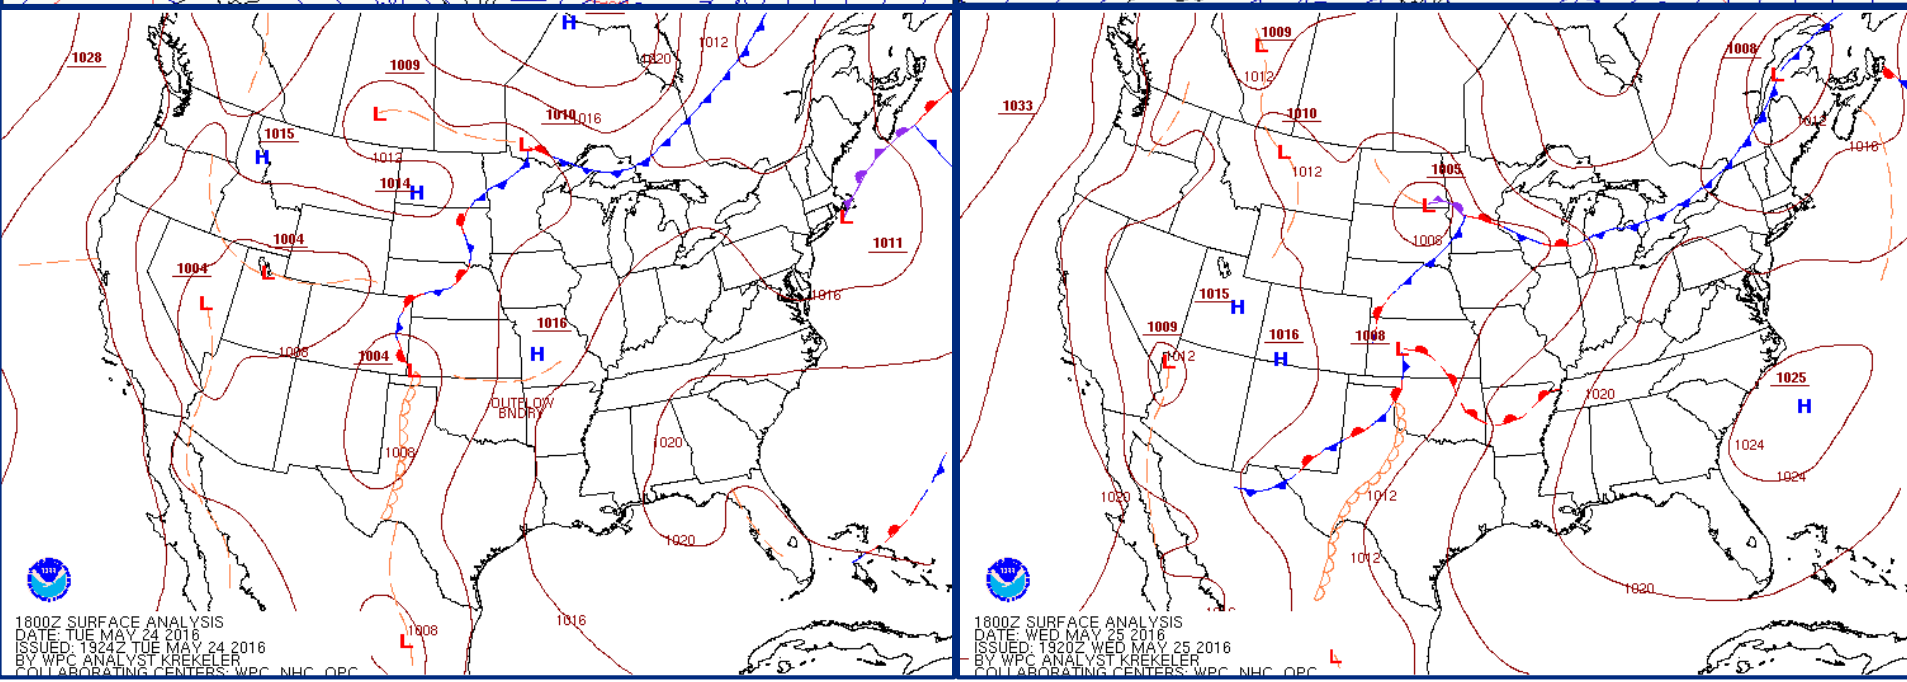 H
1028
1009
1020
1012
L
1010
1016
1015
H
L
1012
1014
H
L
1004
1011
1004
L
L
1016
1016
1008
1004
H
L
OUTFLOW
BNDRY
1020
1008
1020
1016
1008
L
1800Z SURFACE ANALYSIS
DATE: TUE MAY 24 2016
ISSUED: 1924Z TUE MAY 24 2016
BY WPC ANALYST KREKELER
COLLABORATING CENTERS: WPC, NHC, OPC
1009
L
1008
1012
L
1033
1010
1012
1016
L
1005
1012
L
1008
1015
H
1009
1016
1008
1012
L
H
L
1025
1020
H
1024
1024
1020
1012
1012
1020
L
1800Z SURFACE ANALYSIS
DATE: WED MAY 25 2016
ISSUED: 1920Z WED MAY 25 2016
BY WPC ANALYST KREKELER
COLLABORATING CENTERS: WPC, NHC, OPC